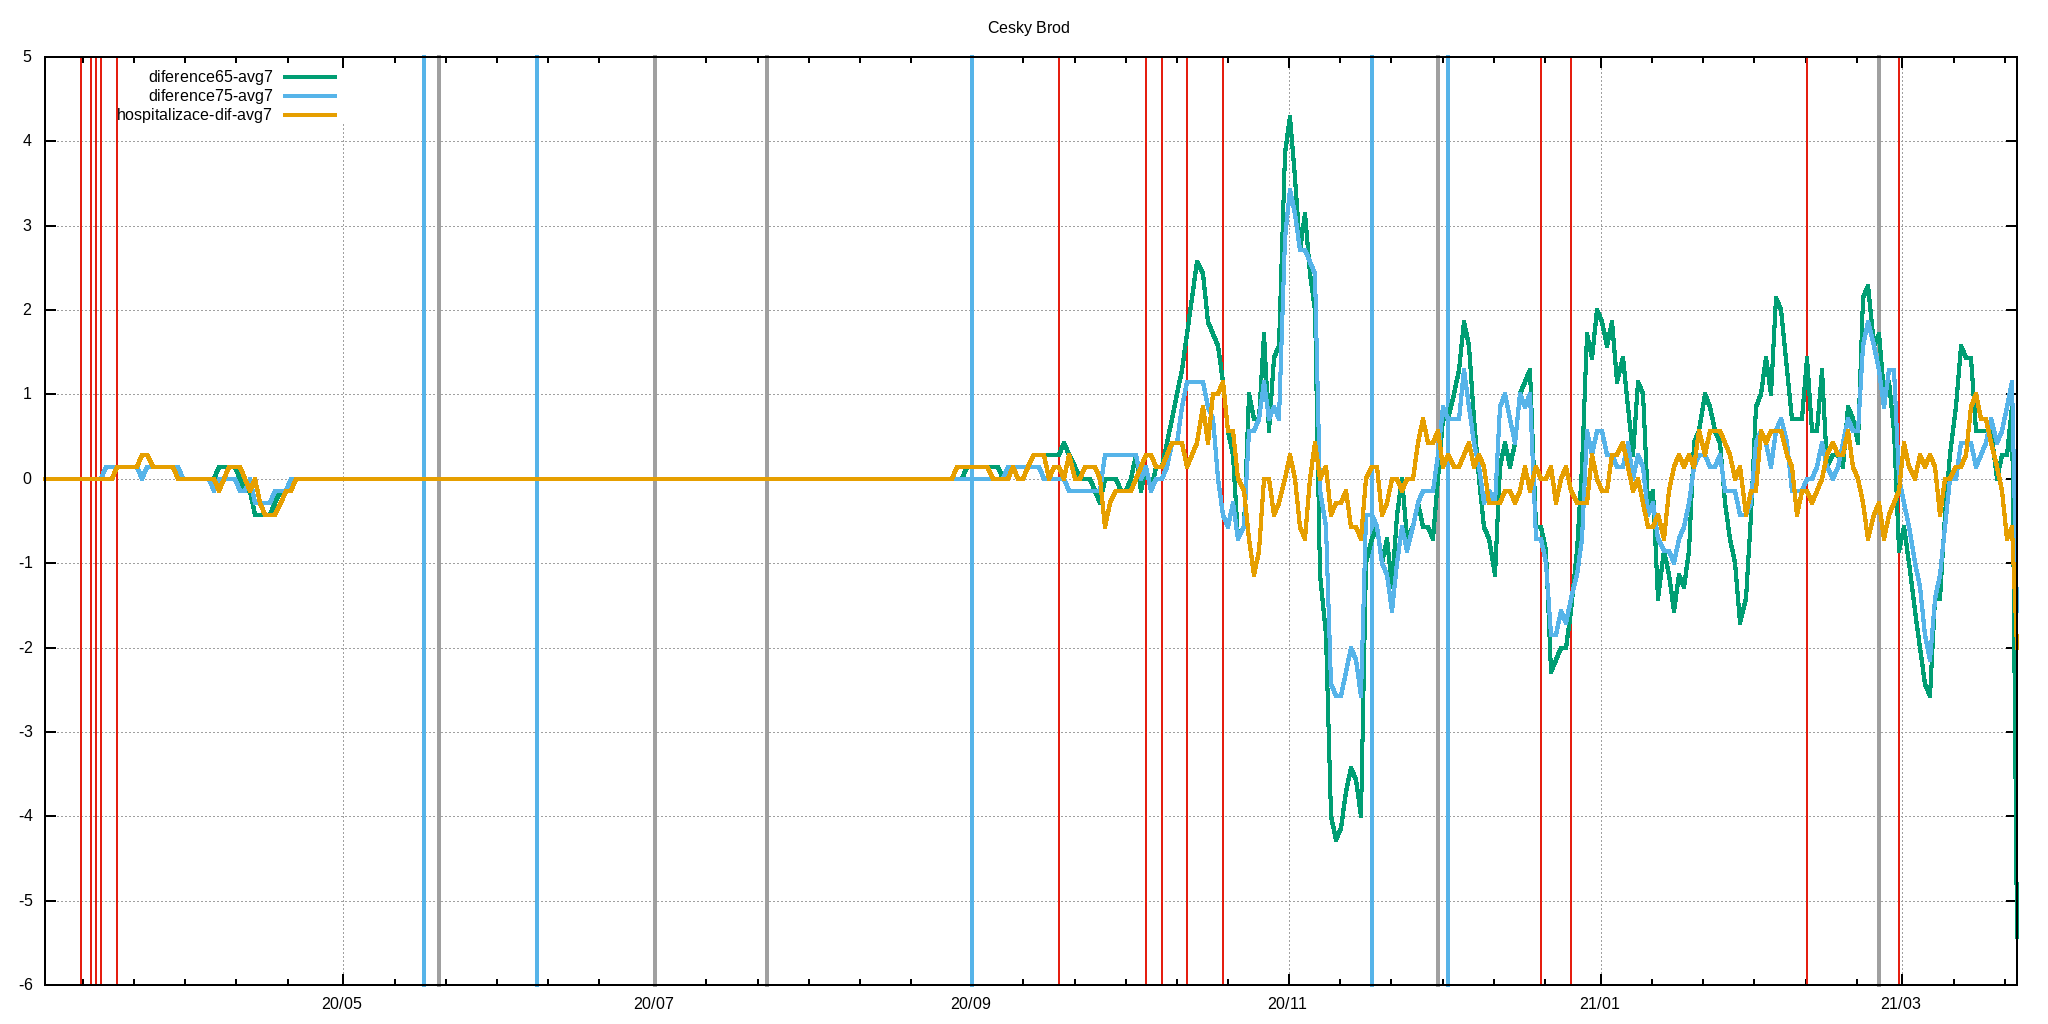 Cesky Brod
diference65-avg7
diference75-avg7
hospitalizace-dif-avg7
5
4
3
2
1
0
-1
-2
-3
-4
-5
-6
20/05 20/07 20/09 20/11 21/01 21/03